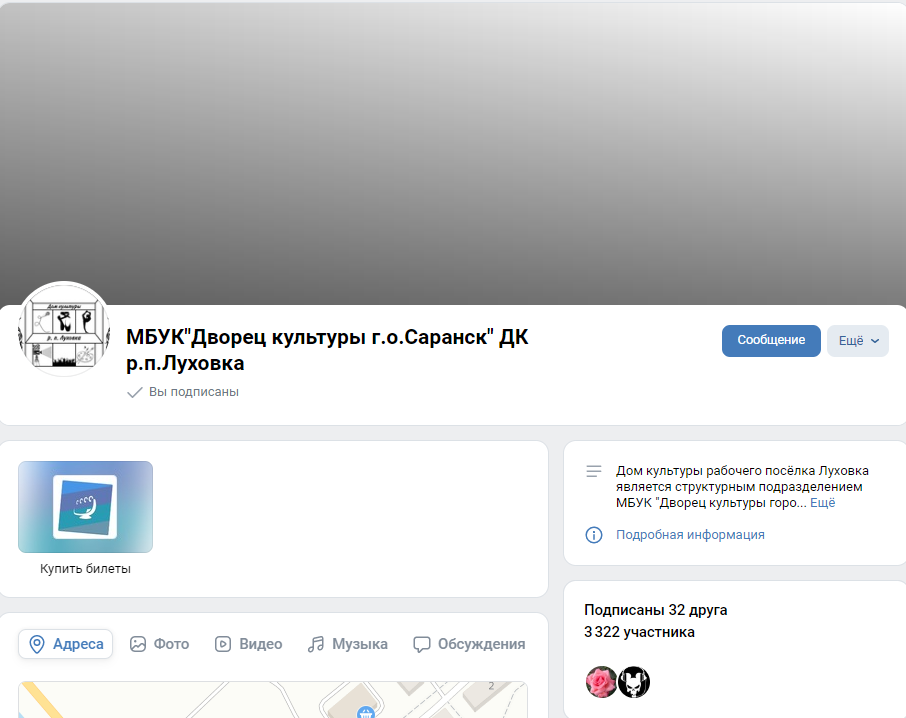 Дом культуры
р. п. Луховка
МБУК"Дворец культуры г.о.Саранск" ДК
р.п.Луховка
Вы подписаны
Сообщение
Ещё
Купить билеты
Дом культуры рабочего посёлка Луховка
является структурным подразделением
МБУК "Дворец культуры горо... Ещё
Подробная информация
Адреса Фото Видео Музыка Обсуждения
Подписаны 32 друга
3 322 участника
2